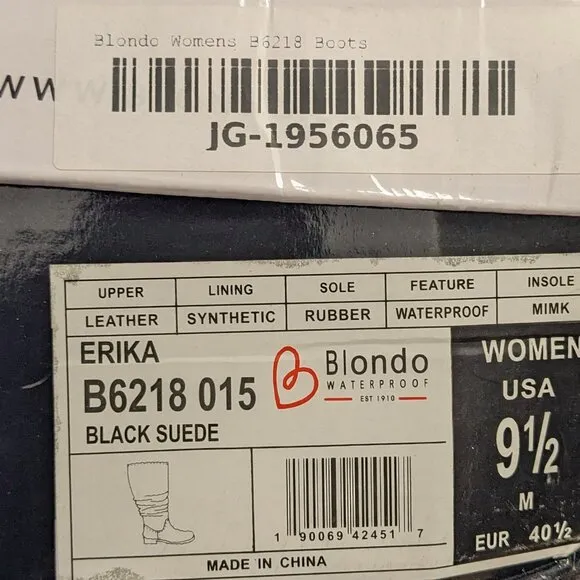 Blondo Womens B6218 Boots
JG-1956065
UPPER LINING SOLE FEATURE INSOLE
LEATHER SYNTHETIC RUBBER WATERPROOF MIMK
ERIKA
B6218 015
BLACK SUEDE
Blondo
WATERPROOF
EST 1910
WOMEN
USA
9½
M
EUR 40½
1 90069 42451 7
MADE IN CHINA